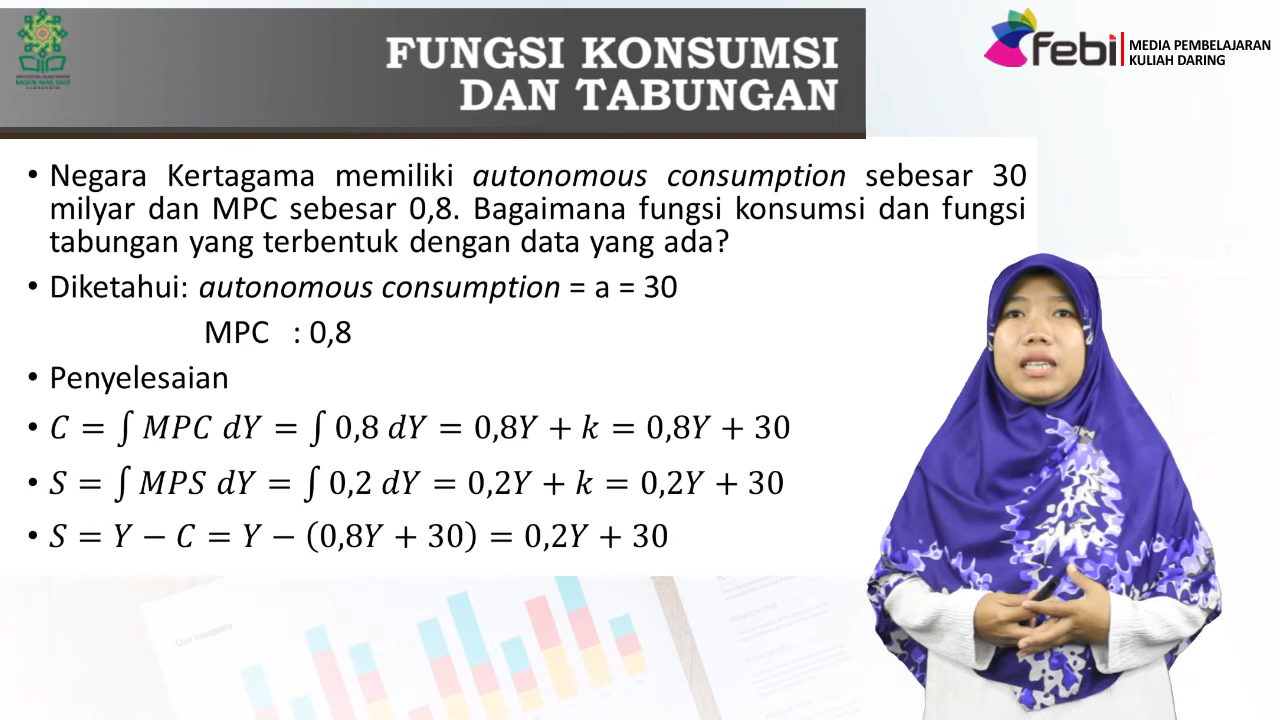 FUNGSI KONSUMSI
DAN TABUNGAN
febi
MEDIA PEMBELAJARAN
KULIAH DARING
• Negara Kertagama memiliki autonomous consumption sebesar 30
milyar dan MPC sebesar 0,8. Bagaimana fungsi konsumsi dan fungsi
tabungan yang terbentuk dengan data yang ada?
• Diketahui: autonomous consumption = a = 30
MPC : 0,8
• Penyelesaian
• C = ∫ MPC dY = ∫ 0,8 dY = 0,8Y + k = 0,8Y + 30
• S = ∫ MPS dY = ∫ 0,2 dY = 0,2Y + k = 0,2Y + 30
• S = Y − C = Y − (0,8Y + 30) = 0,2Y + 30
Our company